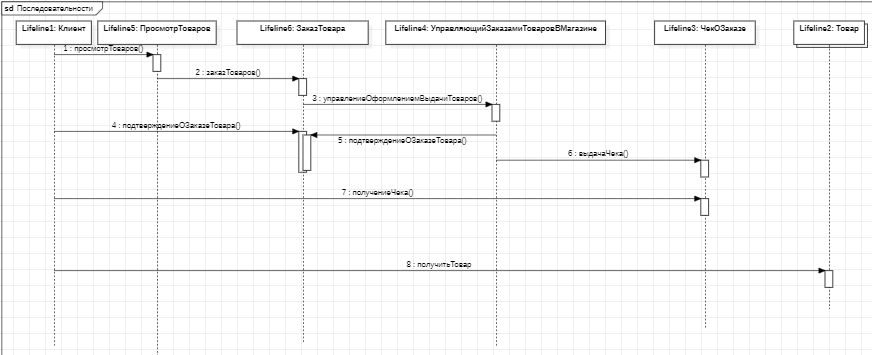 sd Последовательности
Lifeline1: Клиент
Lifeline5: ПросмотрТоваров
Lifeline6: ЗаказТовара
Lifeline4: УправляющийЗаказамиТоваровВМагазине
Lifeline3: ЧекОЗаказе
Lifeline2: Товар
1 : просмотрТоваров()
2 : заказТоваров()
3 : управлениеОформлениемВыдачиТоваров()
4 : подтверждениеОЗаказеТовара()
5 : подтверждениеОЗаказеТовара()
6 : выдачаЧека()
7 : получениеЧека()
8 : получитьТовар